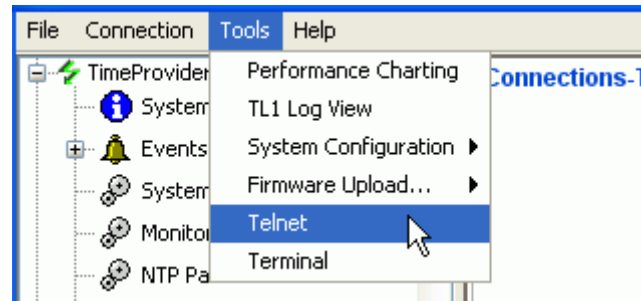 File Connection Tools Help
TimeProvider
System
Events
System
Monitor
NTP Pa
Performance Charting
TL1 Log View
System Configuration
Firmware Upload...
Telnet
Terminal
Connections-T